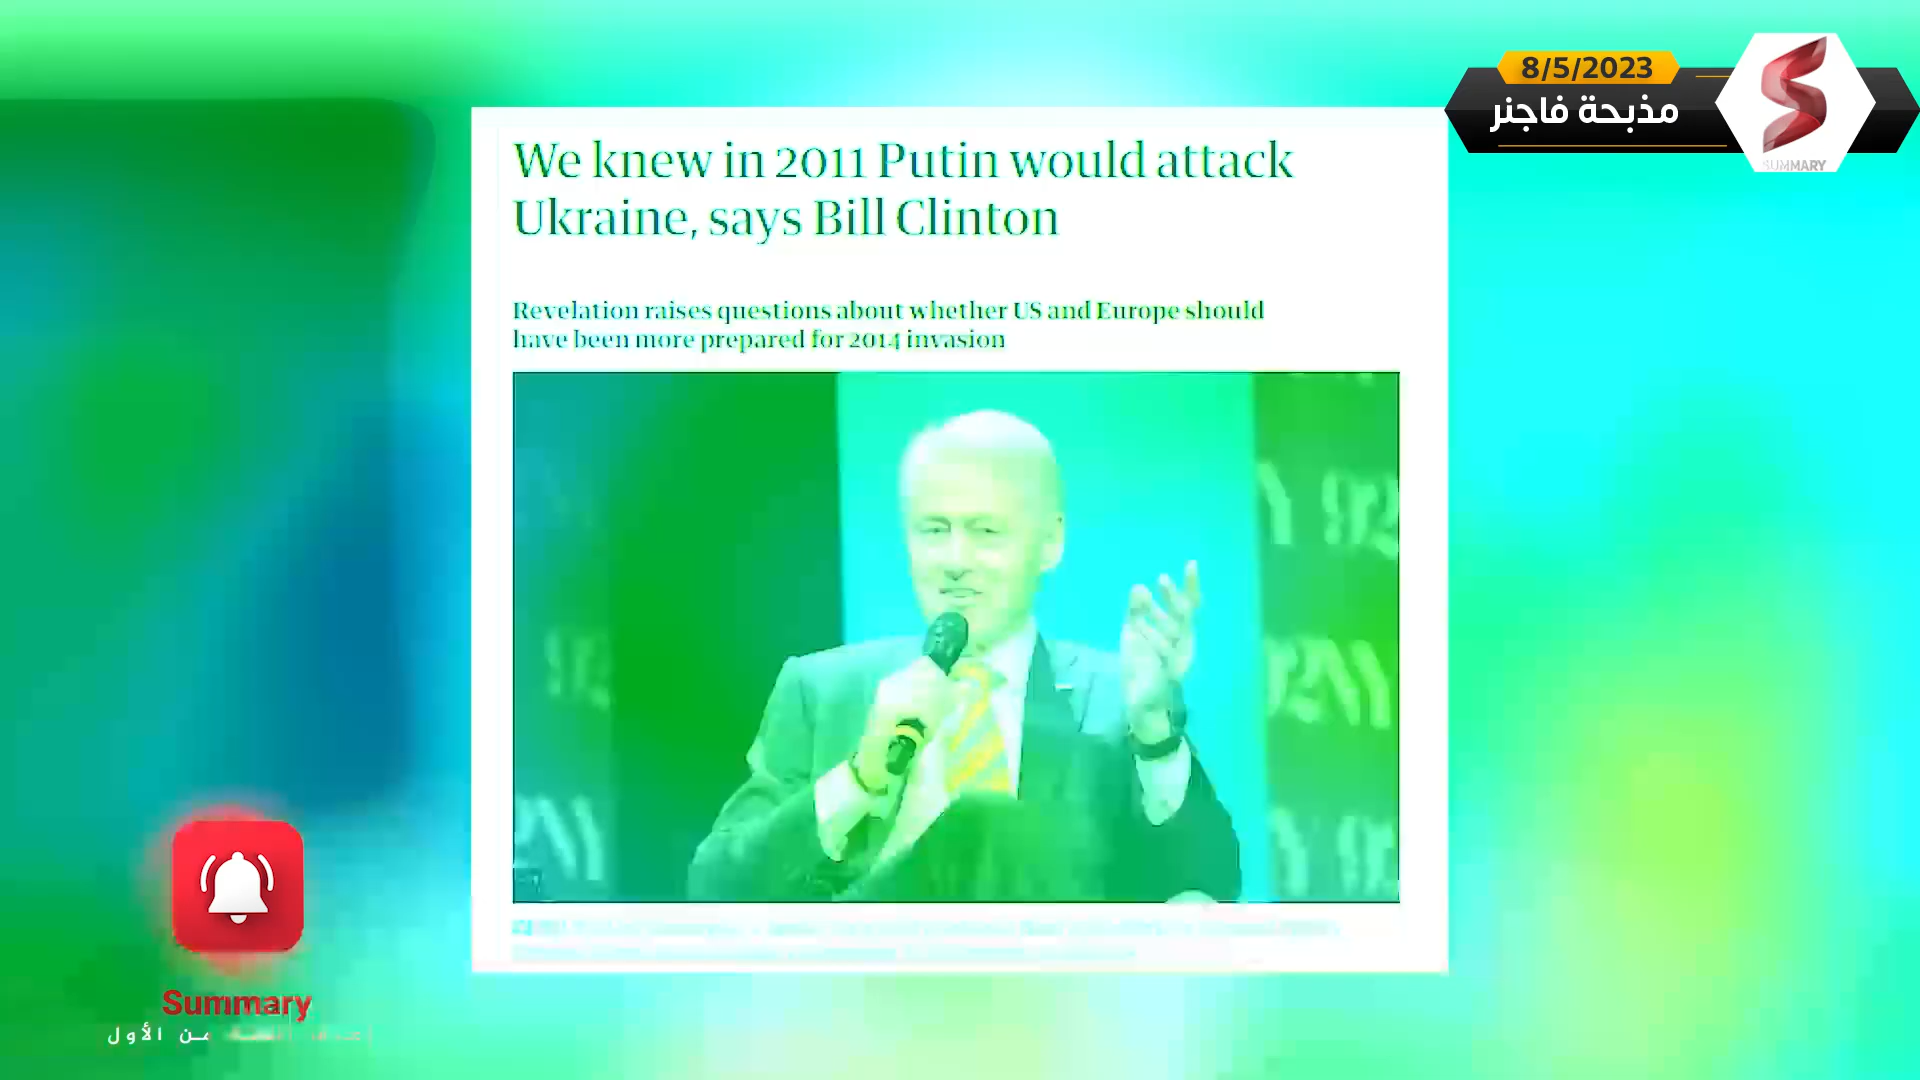 8/5/2023
مذبحة فاجنر
SUMMARY
We knew in 2011 Putin would attack
Ukraine, says Bill Clinton
Revelation raises questions about whether US and Europe should
have been more prepared for 2014 invasion
Summary
من الأول